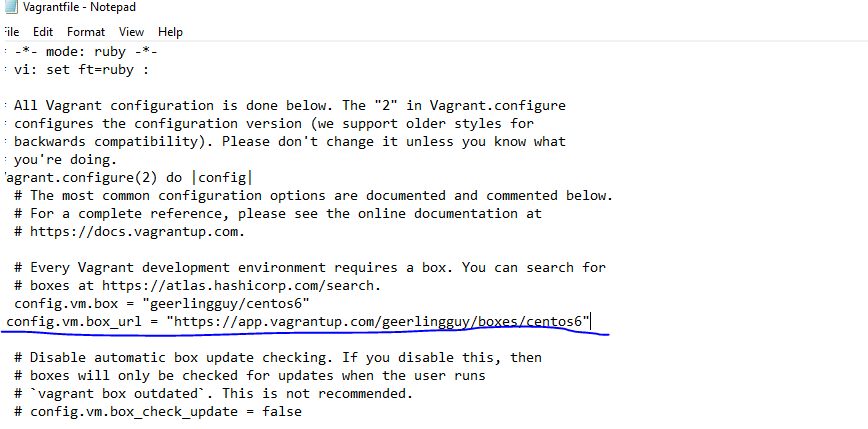 Vagrantfile - Notepad
ile Edit Format View Help
-*- mode: ruby -*-
vi: set ft=ruby :
All Vagrant configuration is done below. The "2" in Vagrant.configure
configures the configuration version (we support older styles for
backwards compatibility). Please don't change it unless you know what
you're doing.
agrant.configure(2) do |config|
# The most common configuration options are documented and commented below.
# For a complete reference, please see the online documentation at
# https://docs.vagrantup.com.
# Every Vagrant development environment requires a box. You can search for
# boxes at https://atlas.hashicorp.com/search.
config.vm.box = "geerlingguy/centos6"
config.vm.box_url = "https://app.vagrantup.com/geerlingguy/boxes/centos6"
# Disable automatic box update checking. If you disable this, then
# boxes will only be checked for updates when the user runs
# `vagrant box outdated`. This is not recommended.
# config.vm.box_check_update = false